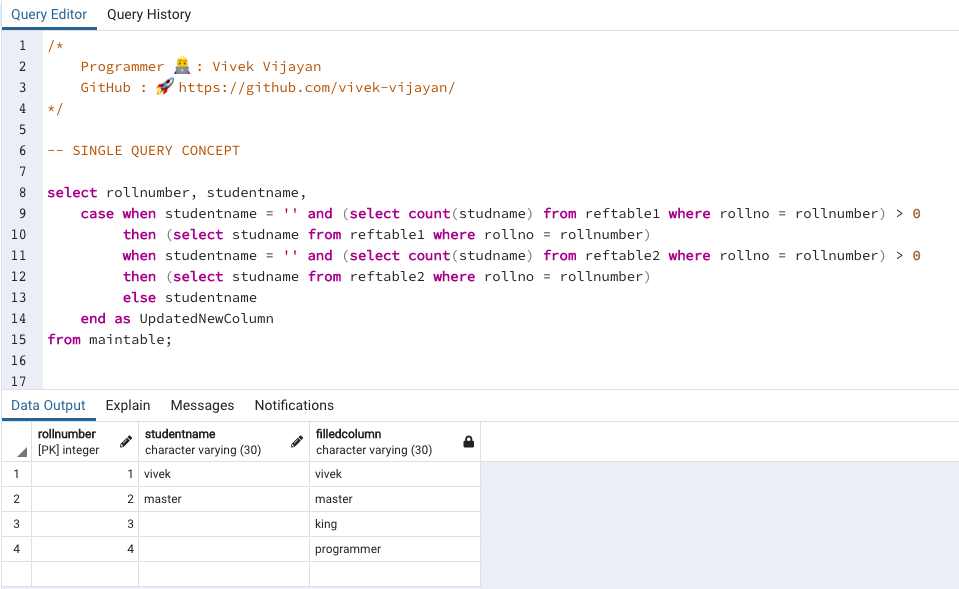 Query Editor Query History
1 /*
2 Programmer 👨‍💻 : Vivek Vijayan
3 GitHub : 🚀 https://github.com/vivek-vijayan/
4 */
5
6 -- SINGLE QUERY CONCEPT
7
8 select rollnumber, studentname,
9 case when studentname = '' and (select count(studname) from reftable1 where rollno = rollnumber) > 0
10 then (select studname from reftable1 where rollno = rollnumber)
11 when studentname = '' and (select count(studname) from reftable2 where rollno = rollnumber) > 0
12 then (select studname from reftable2 where rollno = rollnumber)
13 else studentname
14 end as UpdatedNewColumn
15 from maintable;
16
17
Data Output Explain Messages Notifications
rollnumber studentname filledcolumn
[PK] integer character varying (30) character varying (30)
1 1 vivek vivek
2 2 master master
3 3 king
4 4 programmer